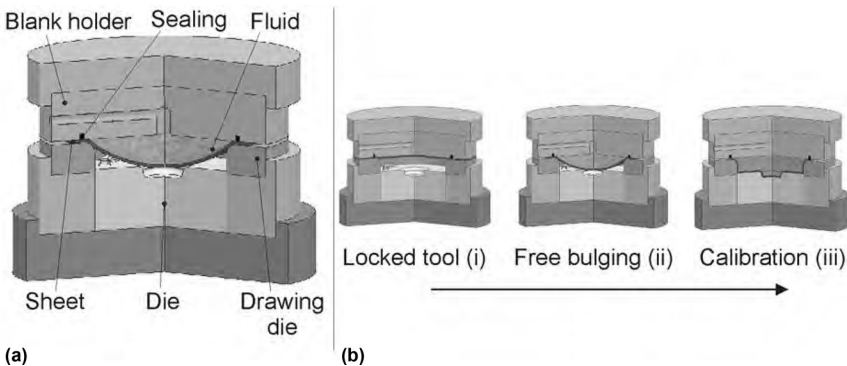 Blank holder Sealing Fluid
Sheet Die Drawing
die
(a)
Locked tool (i) Free bulging (ii) Calibration (iii)
(b)